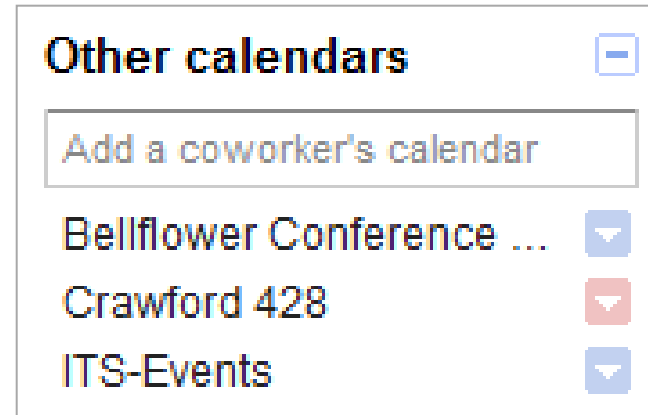 Other calendars
Add a coworker's calendar
Bellflower Conference ...
Crawford 428
ITS-Events